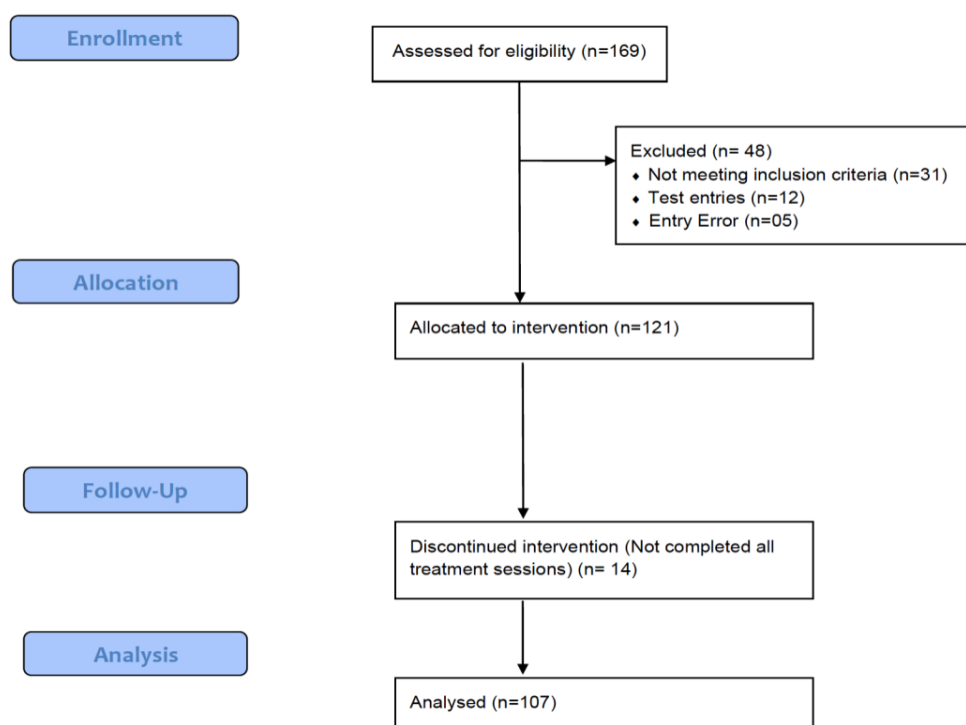 Enrollment
Assessed for eligibility (n=169)
Excluded (n= 48)
♦ Not meeting inclusion criteria (n=31)
♦ Test entries (n=12)
♦ Entry Error (n=05)
Allocation
Allocated to intervention (n=121)
Follow-Up
Discontinued intervention (Not completed all
treatment sessions) (n= 14)
Analysis
Analysed (n=107)